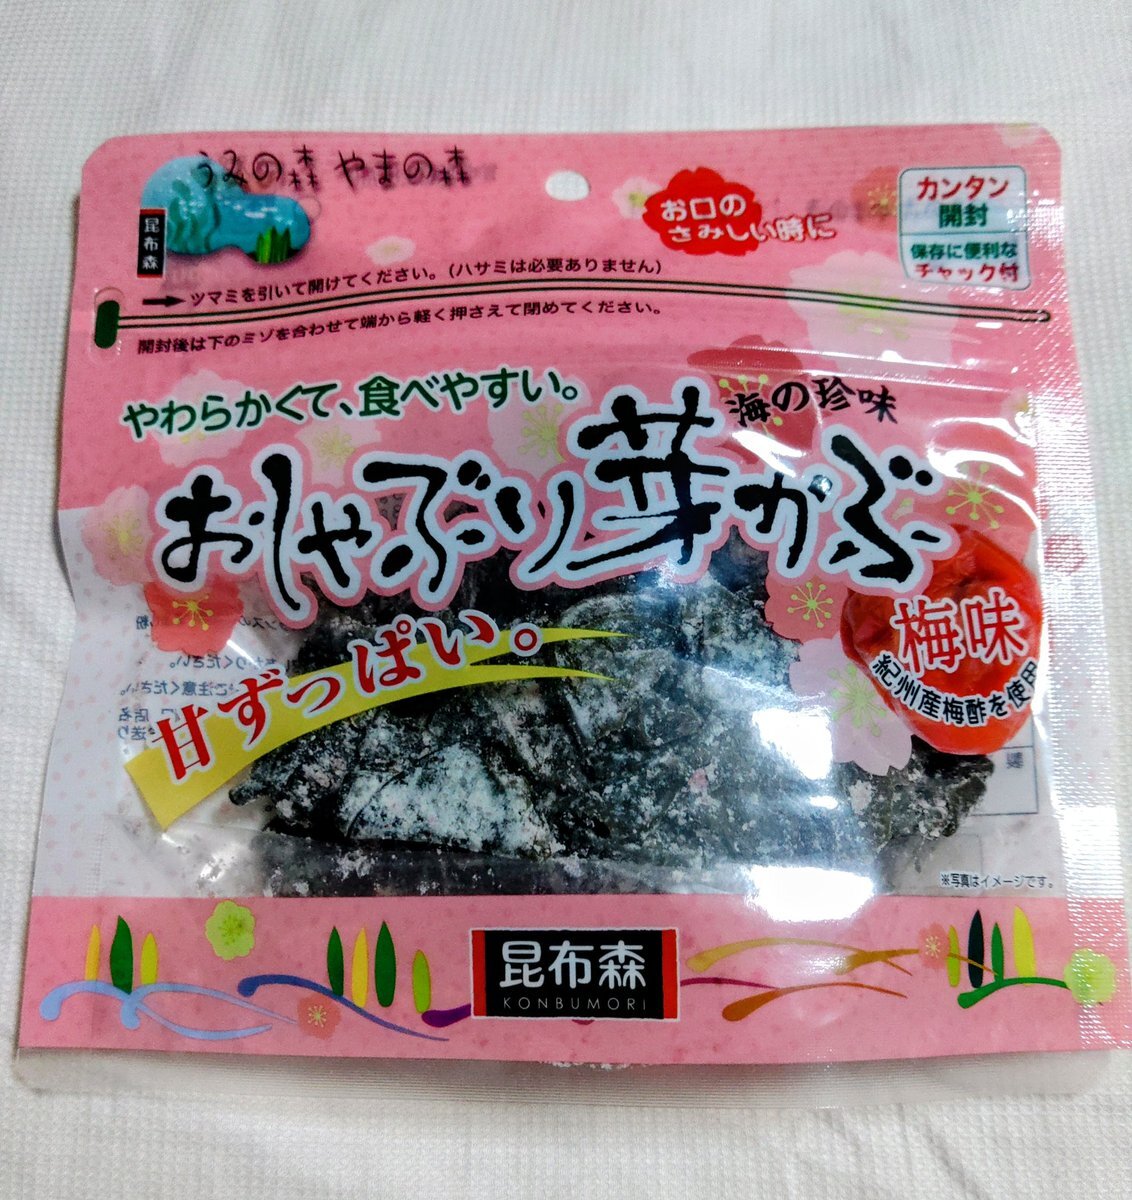 うみの森 やまの森
昆布森
お口の
さみしい時に
カンタン
開封
保存に便利な
チャック付
ツマミを引いて開けてください。(ハサミは必要ありません)
開封後は下のミゾを合わせて端から軽く押さえて閉めてください。
やわらかくて、食べやすい。
海の珍味
おしゃぶり芽かぶ
甘ずっぱい。
梅味
紀州産梅酢を使用
※写真はイメージです。
昆布森
KONBUMORI